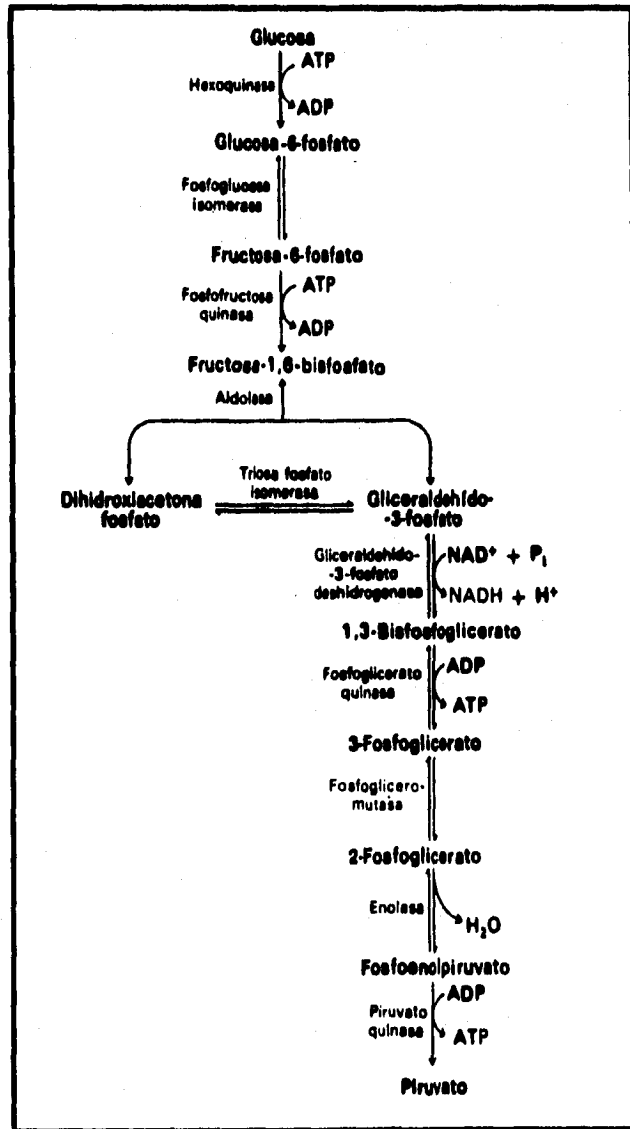 Glucosa
ATP
Hexoquinasa
ADP
Glucosa-6-fosfato
Fosfoglucosa
isomerasa
Fructosa-6-fosfato
ATP
Fosfofructosa
quinasa
ADP
Fructosa-1,6-bisfosfato
Aldolasa
Triosa fosfato
isomerasa
Dihidroxiacetona
fosfato
Gliceraldehído-
-3-fosfato
Gliceraldehído-
-3-fosfato
deshidrogenasa
NAD⁺ + Pᵢ
NADH + H⁺
1,3-Bisfosfoglicerato
Fosfoglicerato
quinasa
ADP
ATP
3-Fosfoglicerato
Fosfoglicero-
mutasa
2-Fosfoglicerato
Enolasa
H₂O
Fosfoenolpiruvato
Piruvato
quinasa
ADP
ATP
Piruvato